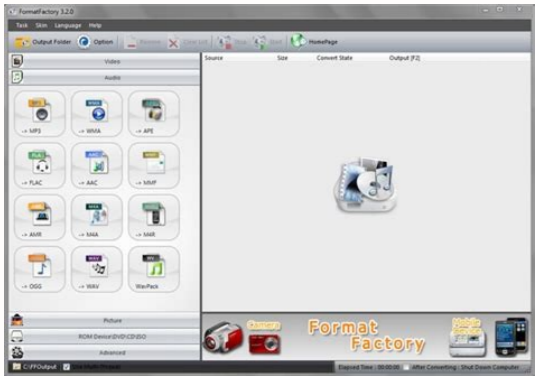 FormatFactory 3.2.0
Task Skin Language Help
Output Folder Option Remove Clear List Stop Start HomePage
Video
Audio
Source Size Convert State Output [F2]
-> MP3 -> WMA -> APE
-> FLAC -> AAC -> MMF
-> AMR -> M4A -> M4R
-> OGG -> WAV WavPack
Picture
ROM Device\DVD\CD\ISO
Advanced
Camera
Format
Factory
Mobile
C:\FFOutput
Elapsed Time : 00:00:00 After Converting : Shut Down Computer